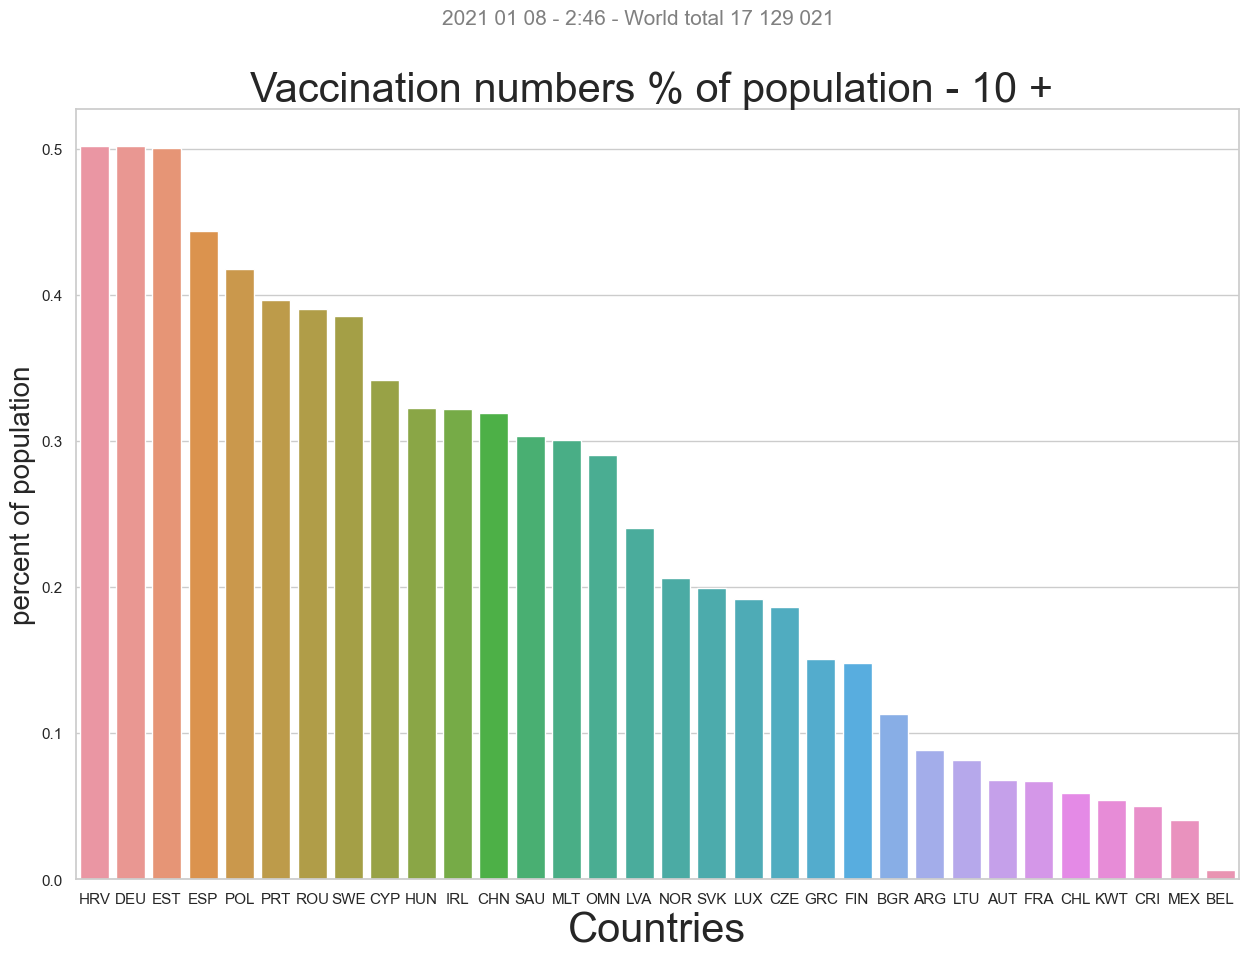 2021 01 08 - 2:46 - World total 17 129 021
Vaccination numbers % of population - 10 +
percent of population
0.5
0.4
0.3
0.2
0.1
0.0
HRV DEU EST ESP POL PRT ROU SWE CYP HUN IRL CHN SAU MLT OMN LVA NOR SVK LUX CZE GRC FIN BGR ARG LTU AUT FRA CHL KWT CRI MEX BEL
Countries